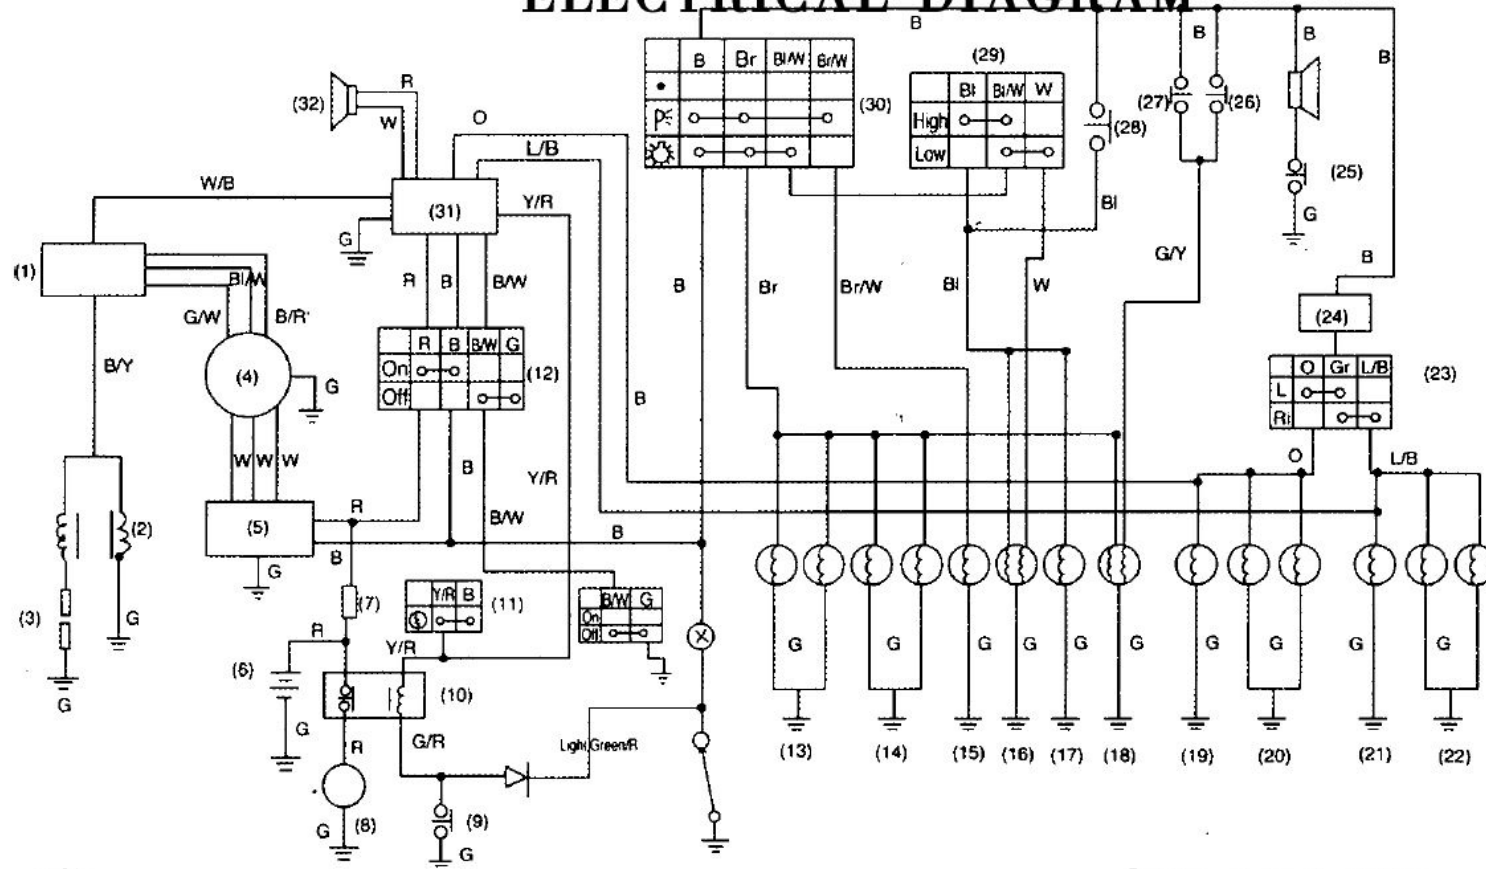 ELECTRICAL DIAGRAM
B
B
B
B
B
(29)
B Br Bl/W Br/W
(30)
Bl Bl/W W
High
Low
(28)
(27)
(26)
(25)
G
Bl
(32)
R
W
O
L/B
W/B
(31)
Y/R
G
(1)
Bl/W
G/W
B/R
R
B
B/W
B
Br
Br/W
Bl
W
G/Y
B
(24)
B/Y
(4)
G
R B B/W G
On
Off
(12)
B
O Gr L/B
L
Ri
(23)
O
L/B
W W W
B
Y/R
R
B/W
(2)
(5)
B
B
G
(3)
G
G
(7)
Y/R B
(11)
B/W G
On
Off
R
Y/R
(6)
(10)
G
R
G/R
Light Green/R
G
(8)
(9)
G
G G G G G G G G G G
(13) (14) (15) (16) (17) (18) (19) (20) (21) (22)